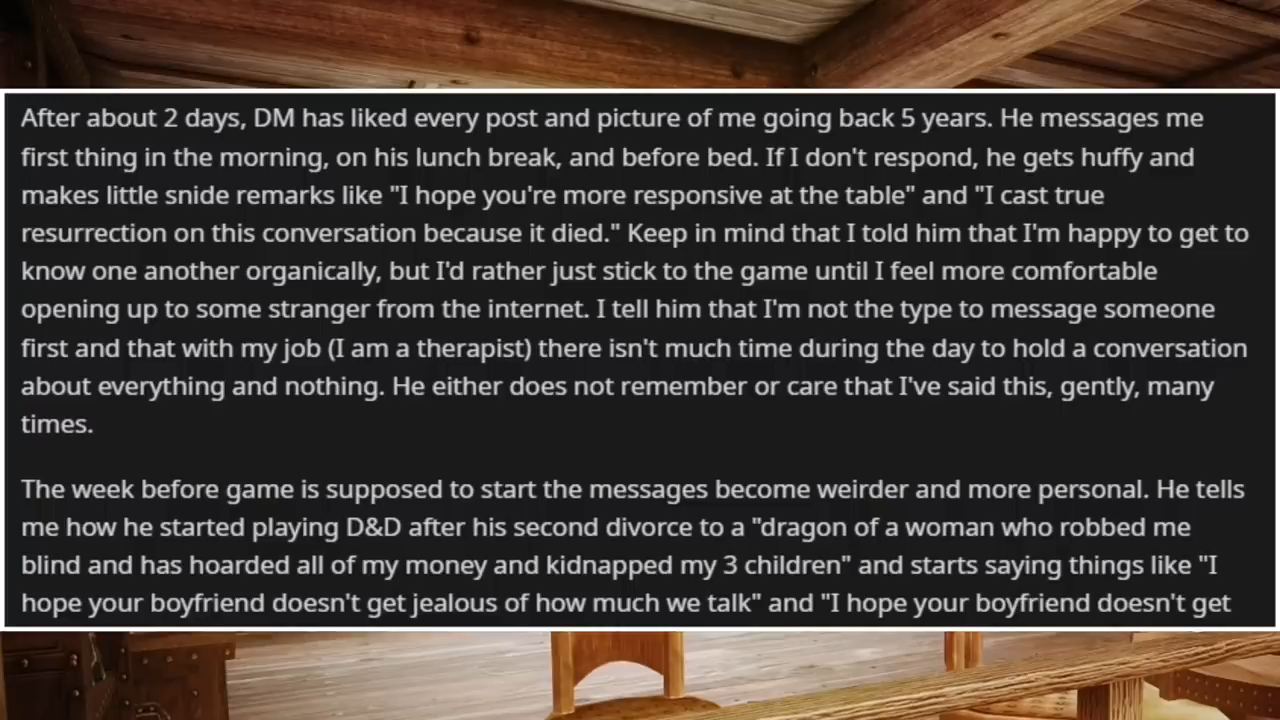 After about 2 days, DM has liked every post and picture of me going back 5 years. He messages me
first thing in the morning, on his lunch break, and before bed. If I don't respond, he gets huffy and
makes little snide remarks like "I hope you're more responsive at the table" and "I cast true
resurrection on this conversation because it died." Keep in mind that I told him that I'm happy to get to
know one another organically, but I'd rather just stick to the game until I feel more comfortable
opening up to some stranger from the internet. I tell him that I'm not the type to message someone
first and that with my job (I am a therapist) there isn't much time during the day to hold a conversation
about everything and nothing. He either does not remember or care that I've said this, gently, many
times.
The week before game is supposed to start the messages become weirder and more personal. He tells
me how he started playing D&D after his second divorce to a "dragon of a woman who robbed me
blind and has hoarded all of my money and kidnapped my 3 children" and starts saying things like "I
hope your boyfriend doesn't get jealous of how much we talk" and "I hope your boyfriend doesn't get